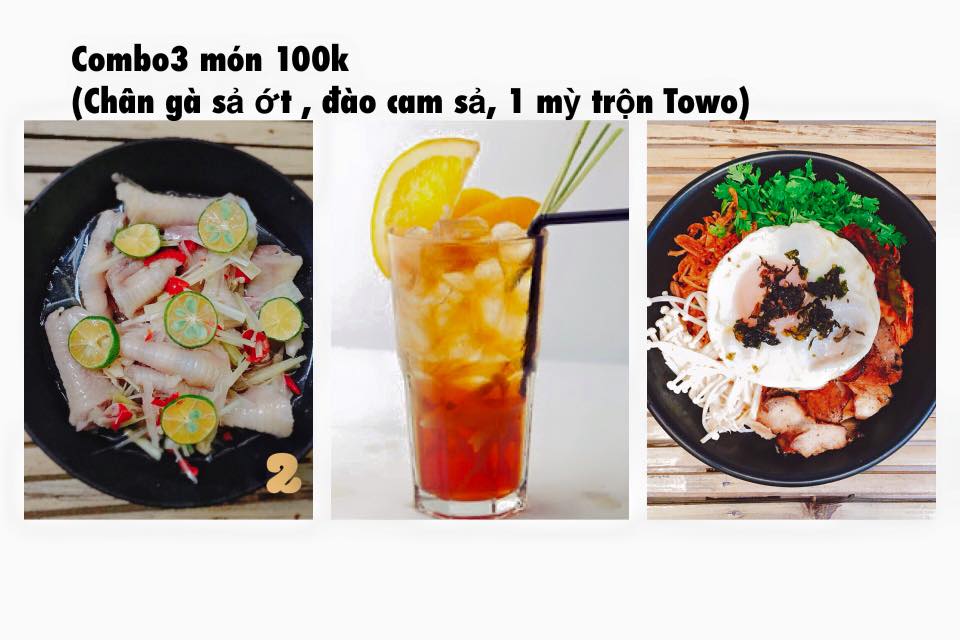 Combo3 món 100k
(Chân gà sả ớt , đào cam sả, 1 mỳ trộn Towo)
2